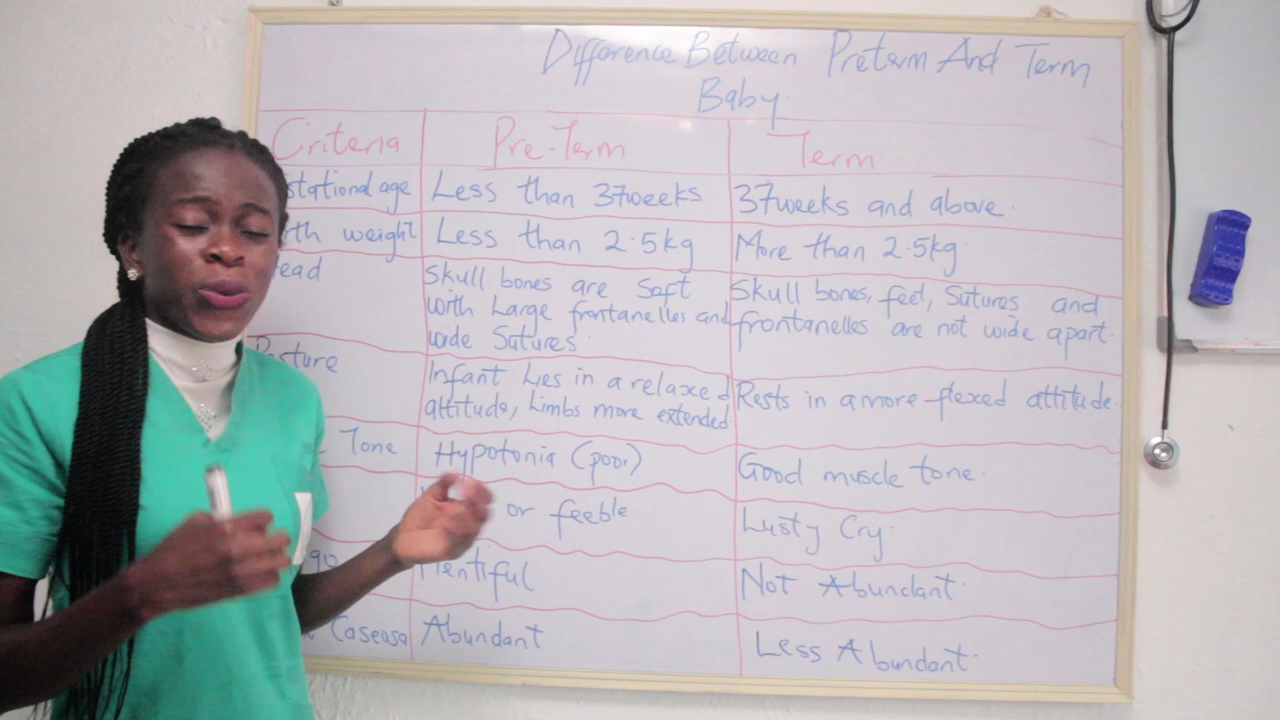 Difference Between Preterm And Term
Baby.
Criteria Pre-Term Term
stational age Less than 37weeks 37weeks and above.
rth weight Less than 2.5kg More than 2.5kg
ead Skull bones are Soft Skull bones, feel, Sutures and
with Large frontanelles and frontanelles are not wide apart.
wide Sutures.
Posture Infant Lies in a relaxed Rests in a more flexed attitude.
attitude, Limbs more extended
Tone Hypotonia (poor) Good muscle tone.
or feeble Lusty Cry.
go Plentiful Not Abundant.
Caseosa Abundant Less Abundant.